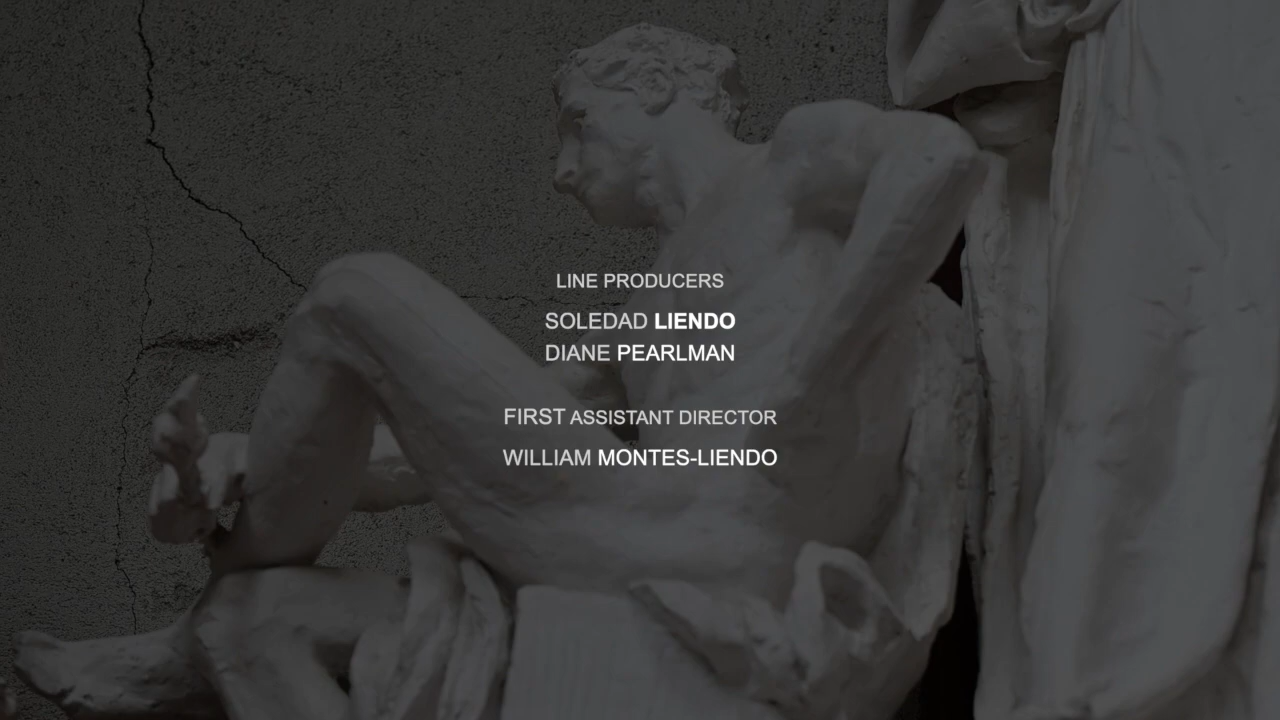 LINE PRODUCERS
SOLEDAD LIENDO
DIANE PEARLMAN
FIRST ASSISTANT DIRECTOR
WILLIAM MONTES-LIENDO